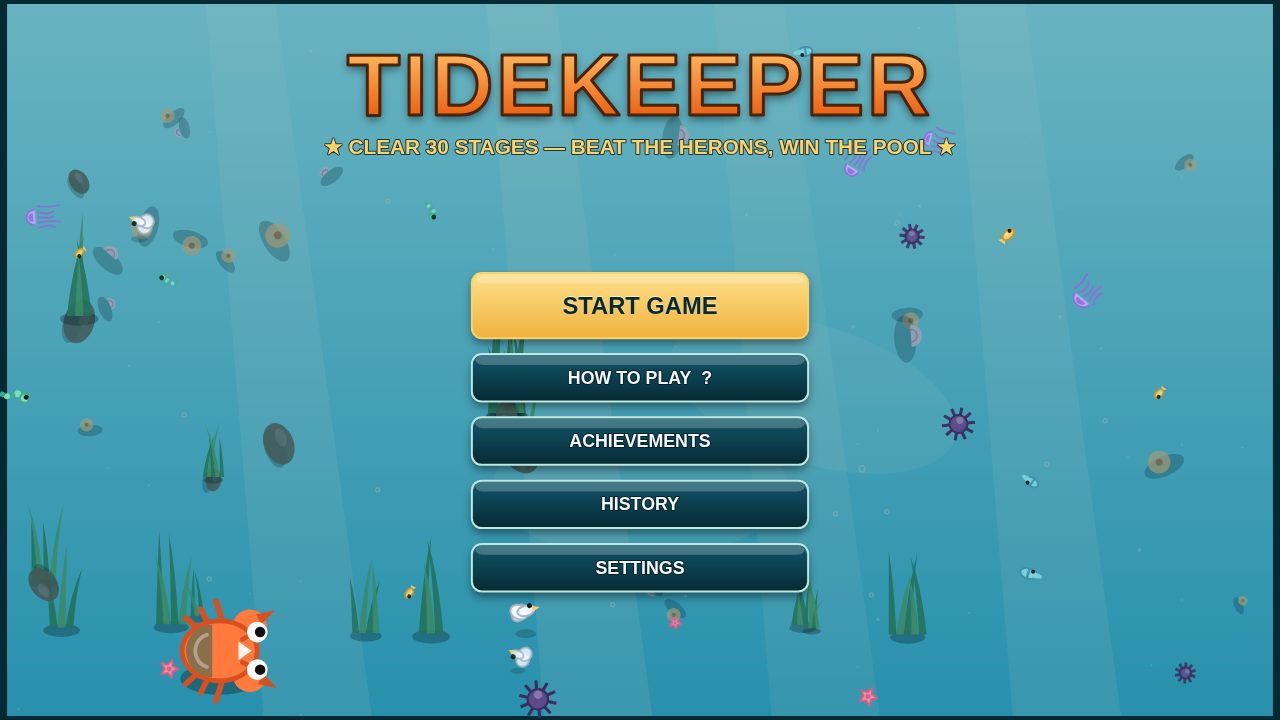 TIDEKEEPER
★ CLEAR 30 STAGES — BEAT THE HERONS, WIN THE POOL ★
START GAME
HOW TO PLAY ?
ACHIEVEMENTS
HISTORY
SETTINGS